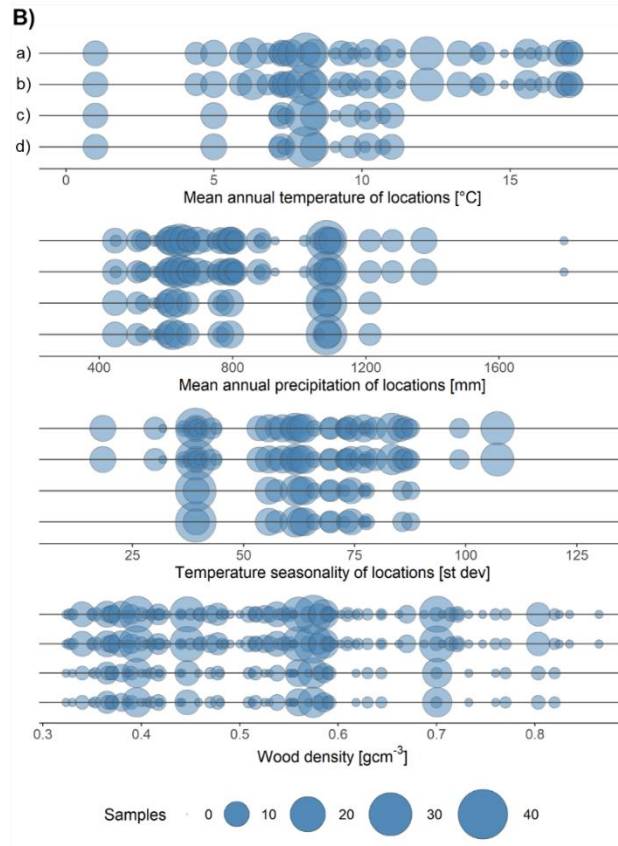 B)
a)
b)
c)
d)
0 5 10 15
Mean annual temperature of locations [°C]
400 800 1200 1600
Mean annual precipitation of locations [mm]
25 50 75 100 125
Temperature seasonality of locations [st dev]
0.3 0.4 0.5 0.6 0.7 0.8
Wood density [gcm⁻³]
Samples 0 10 20 30 40